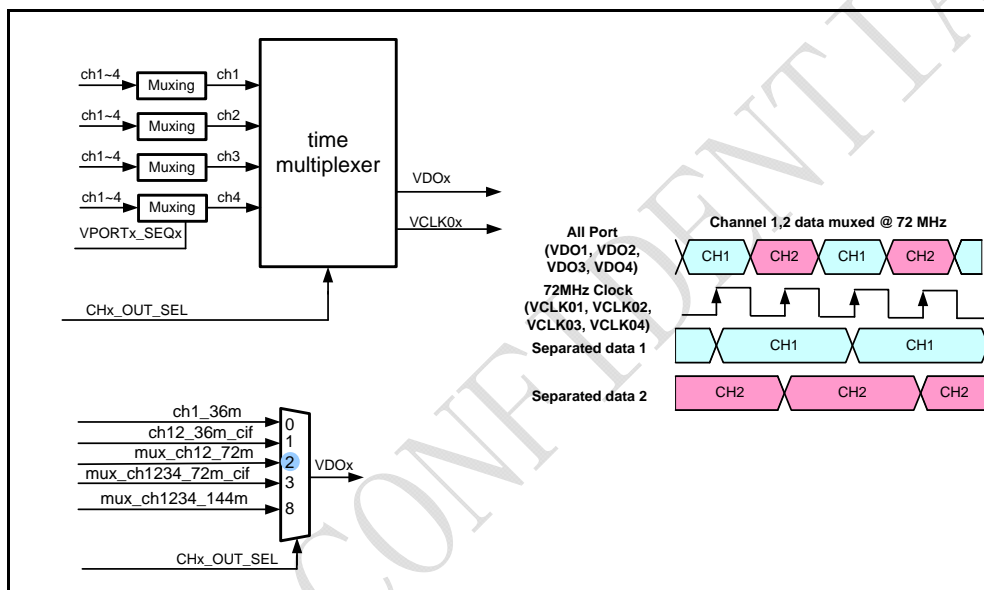 ch1~4 Muxing ch1
ch1~4 Muxing ch2
ch1~4 Muxing ch3
ch1~4 Muxing ch4
VPORTx_SEQx
time
multiplexer
VDOx
VCLK0x
CHx_OUT_SEL
Channel 1,2 data muxed @ 72 MHz
All Port
(VDO1, VDO2,
VDO3, VDO4)
CH1 CH2 CH1 CH2
72MHz Clock
(VCLK01, VCLK02,
VCLK03, VCLK04)
Separated data 1 CH1 CH1
Separated data 2 CH2 CH2 CH2
ch1_36m 0
ch12_36m_cif 1
mux_ch12_72m 2
mux_ch1234_72m_cif 3
mux_ch1234_144m 8
VDOx
CHx_OUT_SEL
CONFIDENTIA